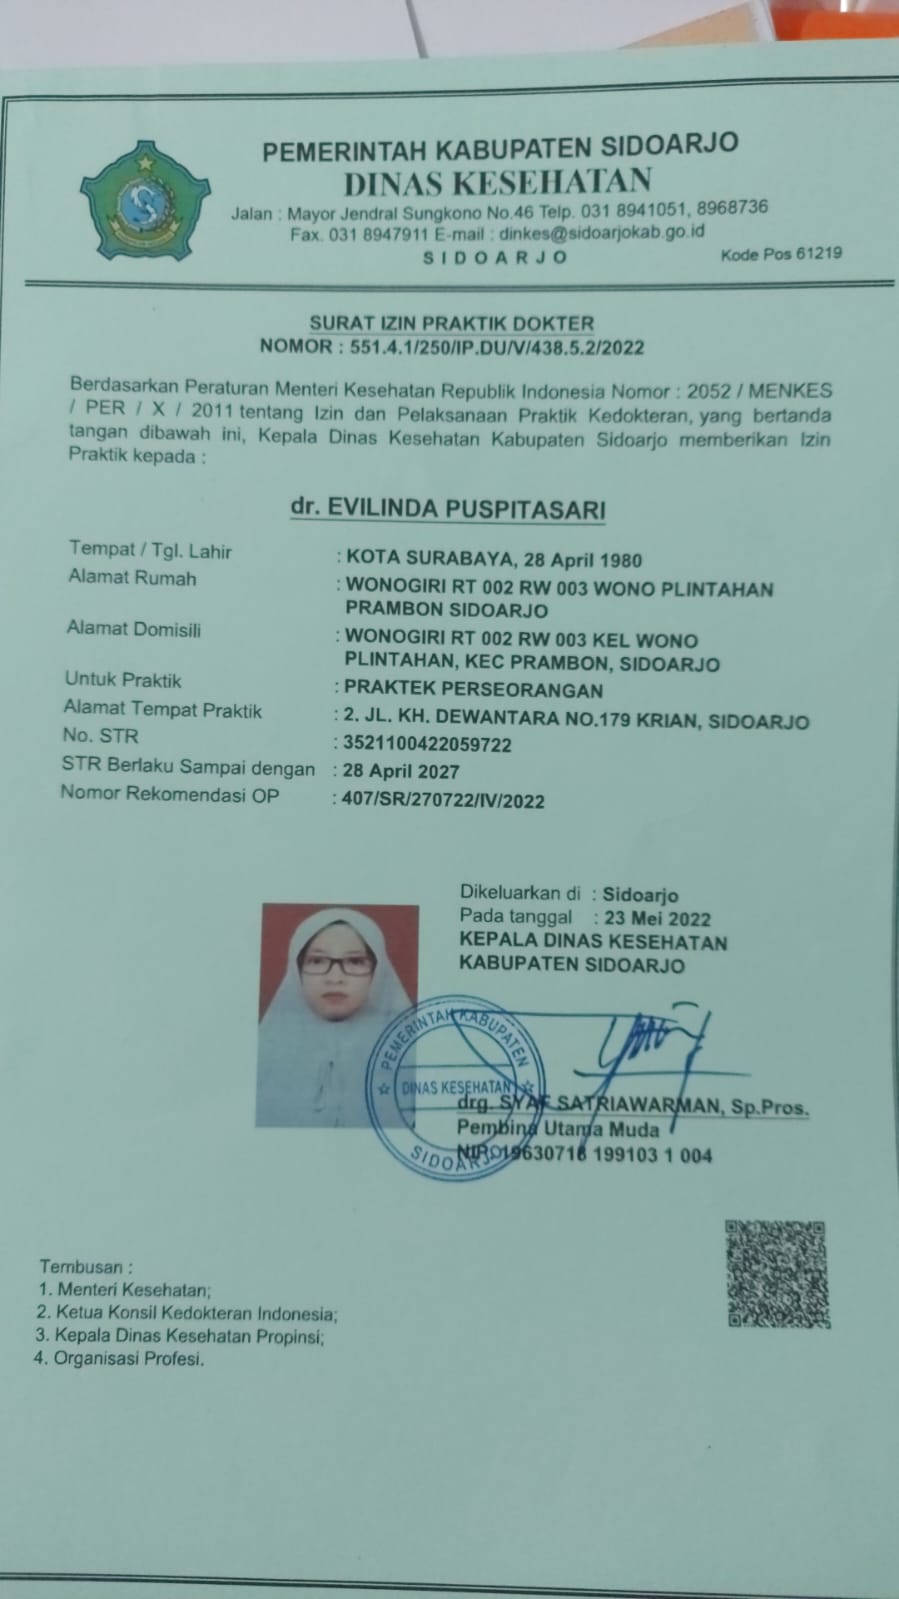 PEMERINTAH KABUPATEN SIDOARJO
DINAS KESEHATAN
Jalan : Mayor Jendral Sungkono No.46 Telp. 031 8941051, 8968736
Fax. 031 8947911 E-mail : dinkes@sidoarjokab.go.id
SIDOARJO
Kode Pos 61219
SURAT IZIN PRAKTIK DOKTER
NOMOR : 551.4.1/250/IP.DU/V/438.5.2/2022
Berdasarkan Peraturan Menteri Kesehatan Republik Indonesia Nomor : 2052 / MENKES
/ PER / X / 2011 tentang Izin dan Pelaksanaan Praktik Kedokteran, yang bertanda
tangan dibawah ini, Kepala Dinas Kesehatan Kabupaten Sidoarjo memberikan Izin
Praktik kepada :
dr. EVILINDA PUSPITASARI
Tempat / Tgl. Lahir : KOTA SURABAYA, 28 April 1980
Alamat Rumah : WONOGIRI RT 002 RW 003 WONO PLINTAHAN
PRAMBON SIDOARJO
Alamat Domisili : WONOGIRI RT 002 RW 003 KEL WONO
PLINTAHAN, KEC PRAMBON, SIDOARJO
Untuk Praktik : PRAKTEK PERSEORANGAN
Alamat Tempat Praktik : 2. JL. KH. DEWANTARA NO.179 KRIAN, SIDOARJO
No. STR : 3521100422059722
STR Berlaku Sampai dengan : 28 April 2027
Nomor Rekomendasi OP : 407/SR/270722/IV/2022
Dikeluarkan di : Sidoarjo
Pada tanggal : 23 Mei 2022
KEPALA DINAS KESEHATAN
KABUPATEN SIDOARJO
PEMERINTAH KABUPATEN
DINAS KESEHATAN
SIDOARJO
drg. SYAF SATRIAWARMAN, Sp.Pros.
Pembina Utama Muda
NIP. 19630718 199103 1 004
Tembusan :
1. Menteri Kesehatan;
2. Ketua Konsil Kedokteran Indonesia;
3. Kepala Dinas Kesehatan Propinsi;
4. Organisasi Profesi.